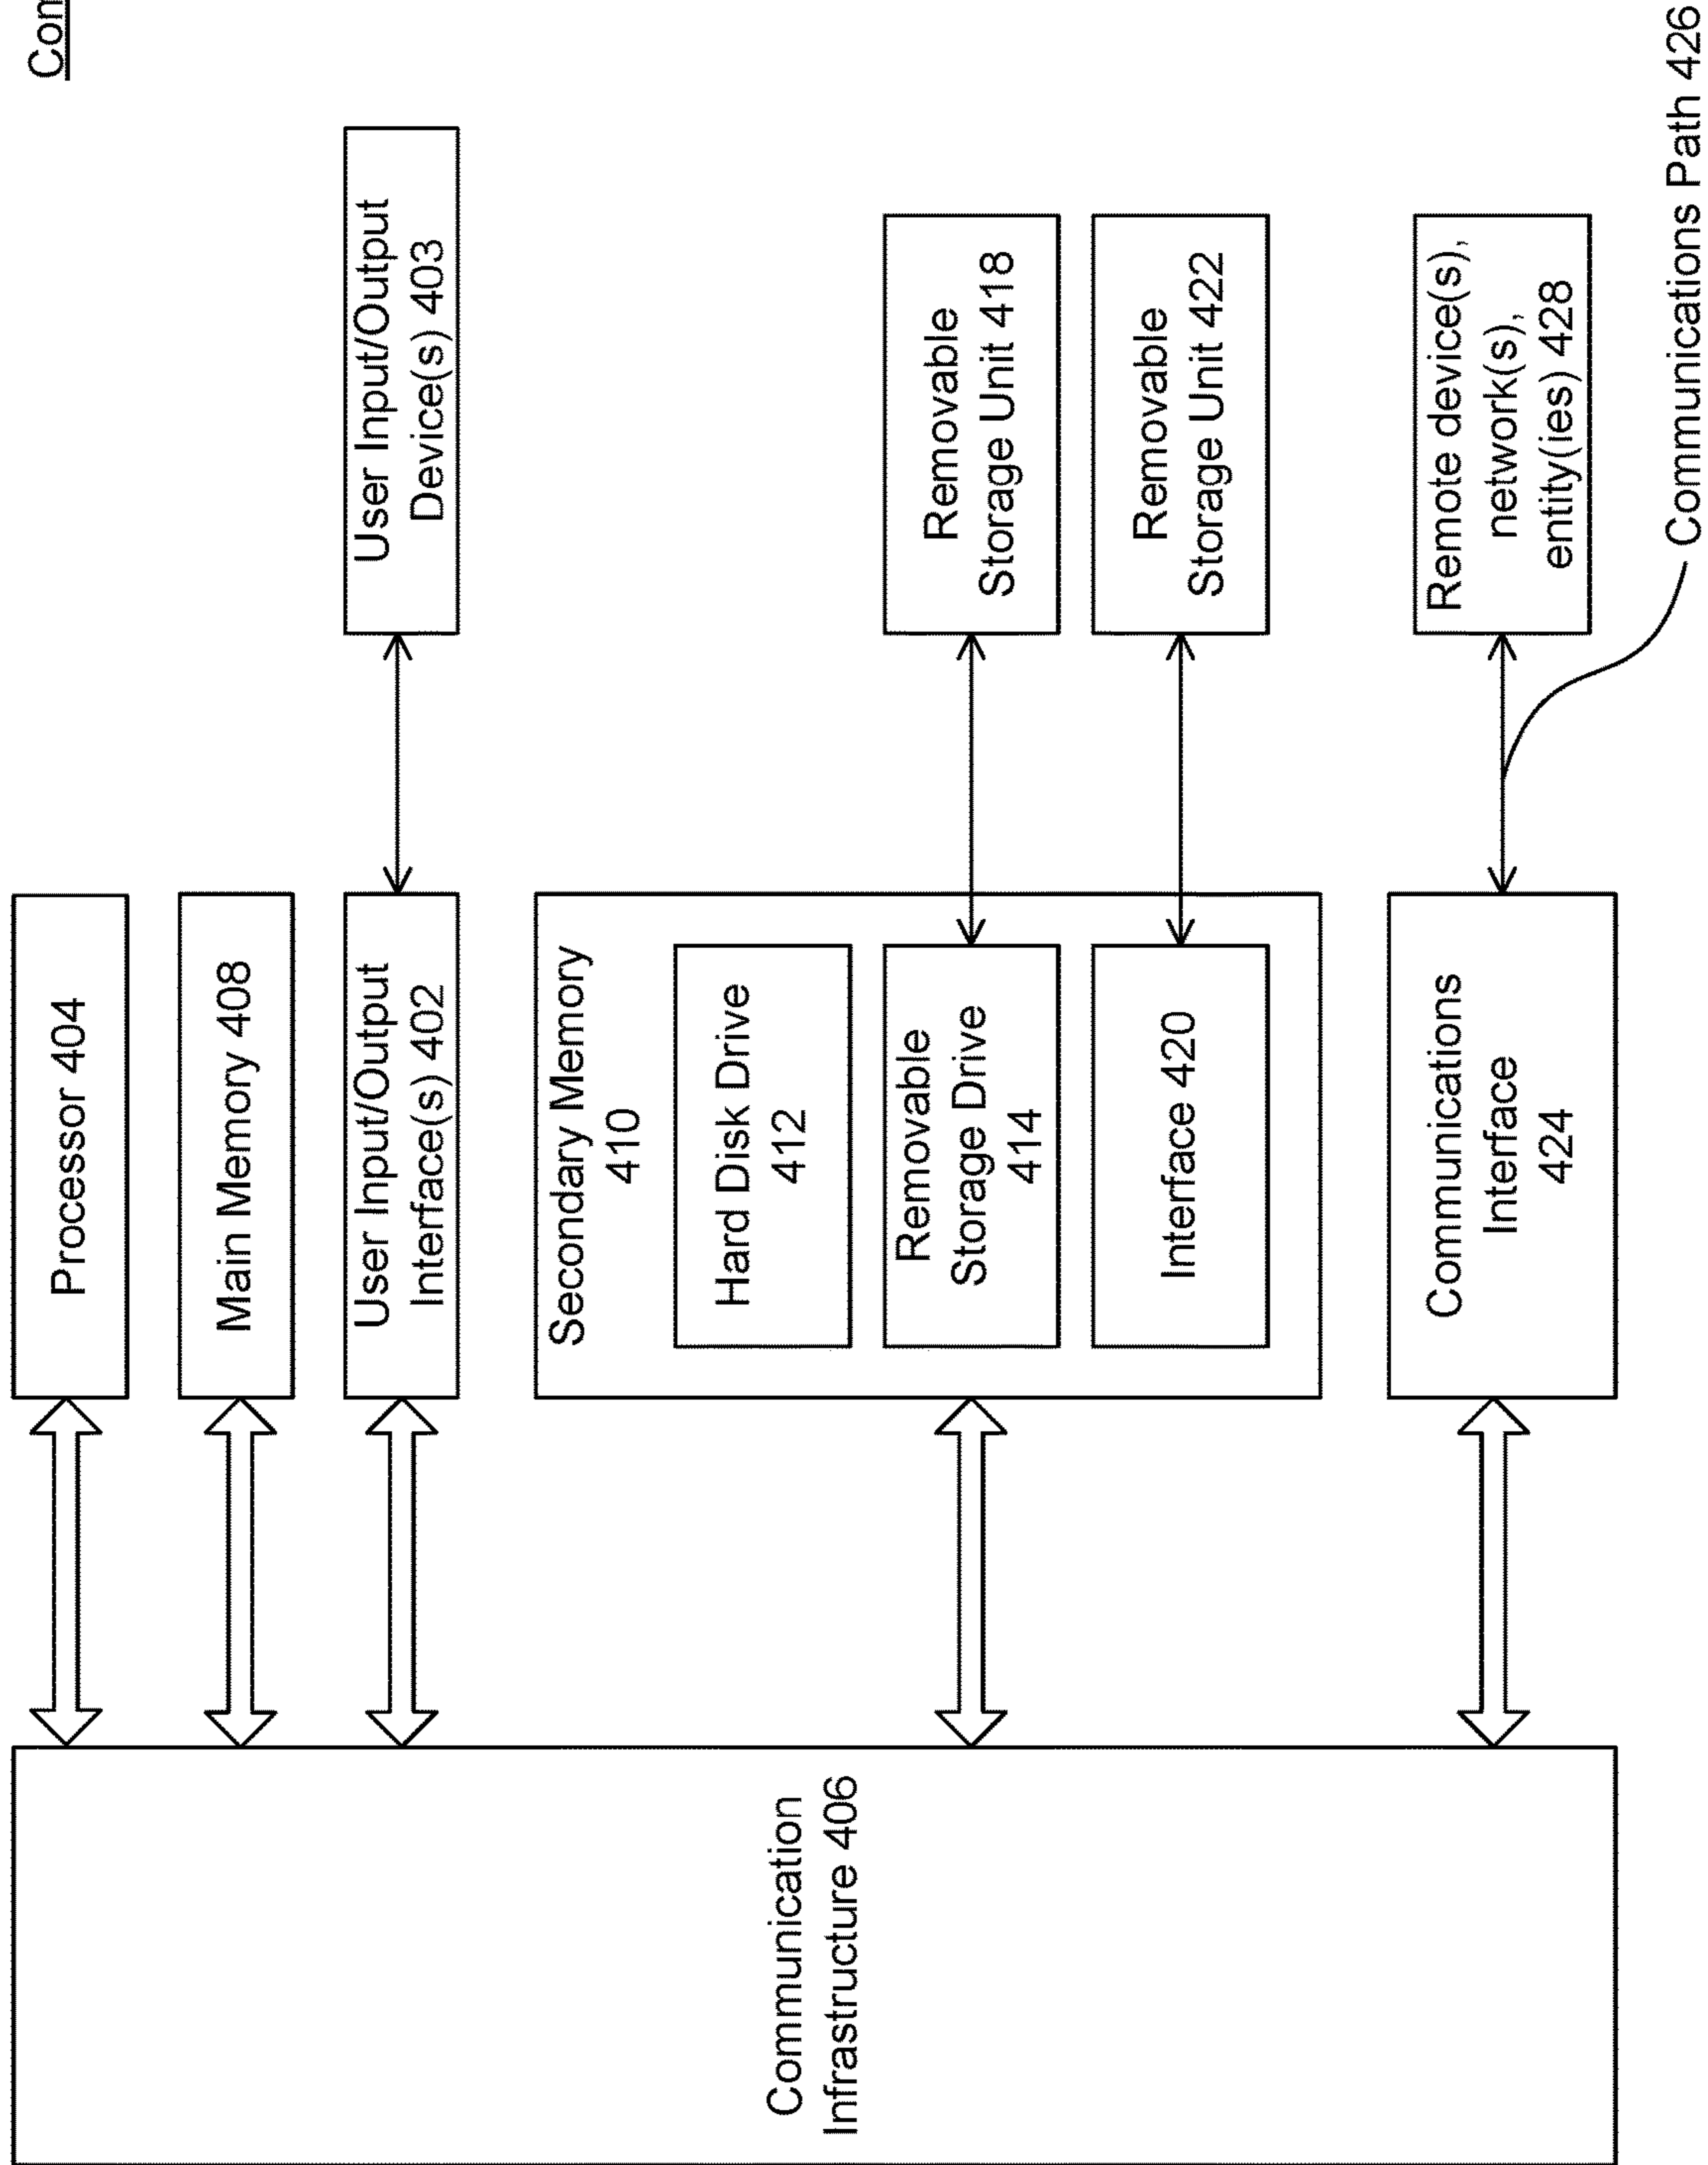 Processor 404
Main Memory 408
User Input/Output
Interface(s) 402
User Input/Output
Device(s) 403
Secondary Memory
410
Hard Disk Drive
412
Removable
Storage Drive
414
Interface 420
Removable
Storage Unit 418
Removable
Storage Unit 422
Communication
Infrastructure 406
Communications
Interface
424
Remote device(s),
network(s),
entity(ies) 428
Communications Path 426